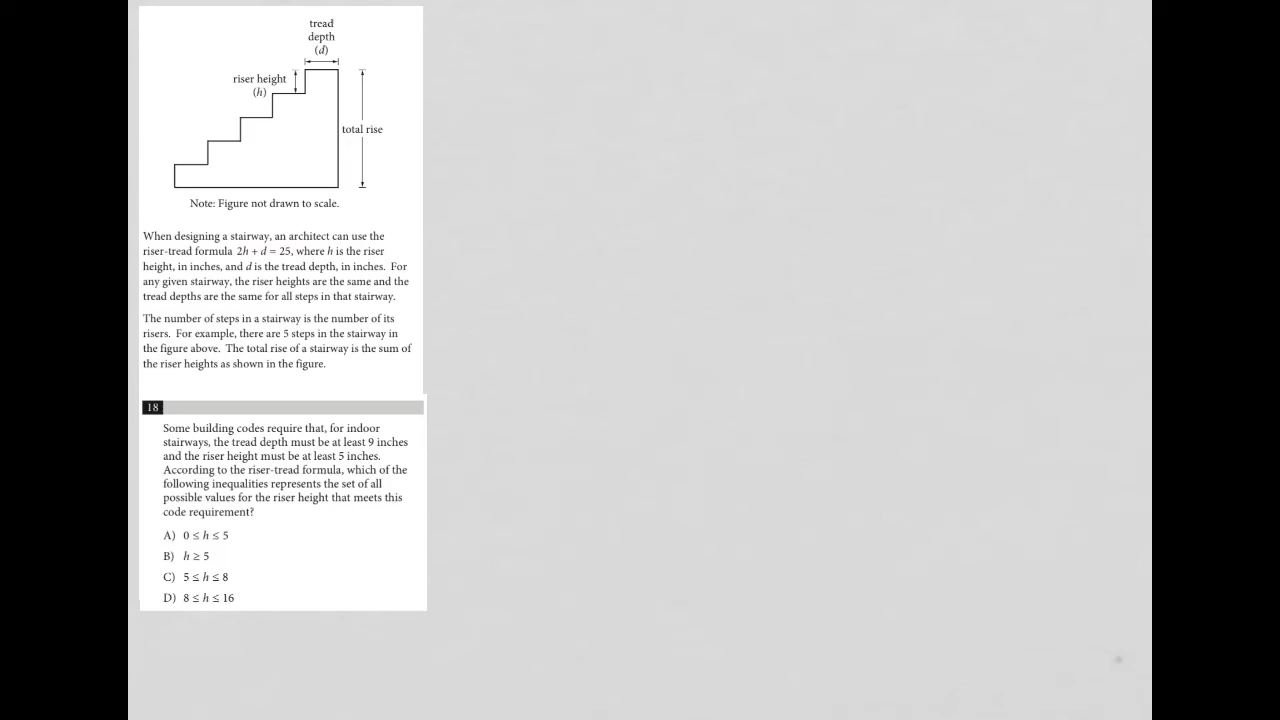 tread
depth
(d)
riser height
(h)
total rise
Note: Figure not drawn to scale.
When designing a stairway, an architect can use the
riser-tread formula 2h + d = 25, where h is the riser
height, in inches, and d is the tread depth, in inches. For
any given stairway, the riser heights are the same and the
tread depths are the same for all steps in that stairway.
The number of steps in a stairway is the number of its
risers. For example, there are 5 steps in the stairway in
the figure above. The total rise of a stairway is the sum of
the riser heights as shown in the figure.
18
Some building codes require that, for indoor
stairways, the tread depth must be at least 9 inches
and the riser height must be at least 5 inches.
According to the riser-tread formula, which of the
following inequalities represents the set of all
possible values for the riser height that meets this
code requirement?
A) 0 ≤ h ≤ 5
B) h ≥ 5
C) 5 ≤ h ≤ 8
D) 8 ≤ h ≤ 16